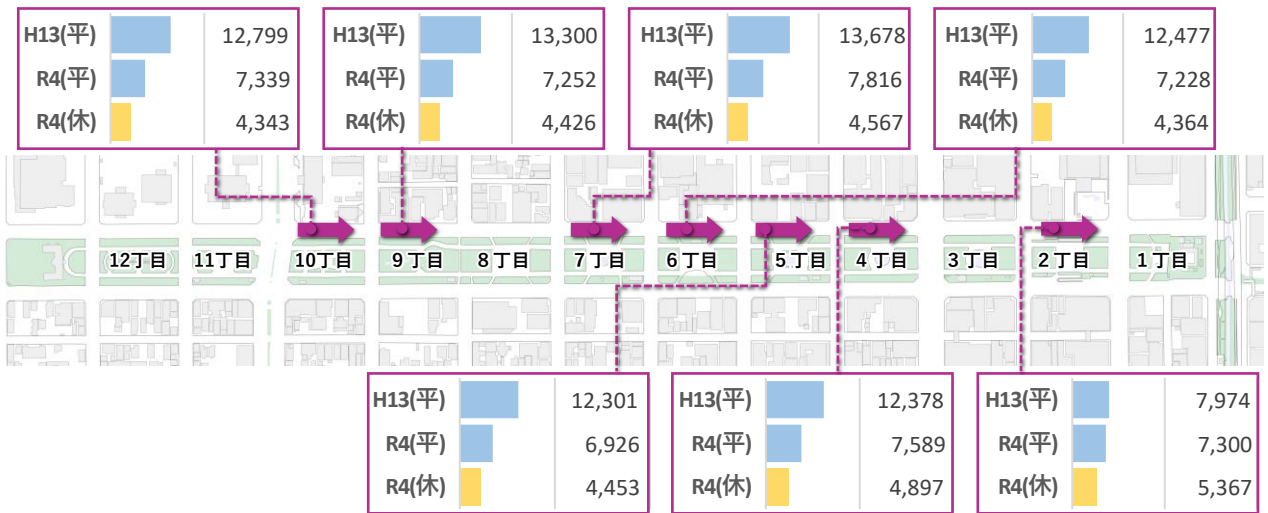 H13(平) 12,799
R4(平) 7,339
R4(休) 4,343
H13(平) 13,300
R4(平) 7,252
R4(休) 4,426
H13(平) 13,678
R4(平) 7,816
R4(休) 4,567
H13(平) 12,477
R4(平) 7,228
R4(休) 4,364
12丁目 11丁目 10丁目 9丁目 8丁目 7丁目 6丁目 5丁目 4丁目 3丁目 2丁目 1丁目
H13(平) 12,301
R4(平) 6,926
R4(休) 4,453
H13(平) 12,378
R4(平) 7,589
R4(休) 4,897
H13(平) 7,974
R4(平) 7,300
R4(休) 5,367